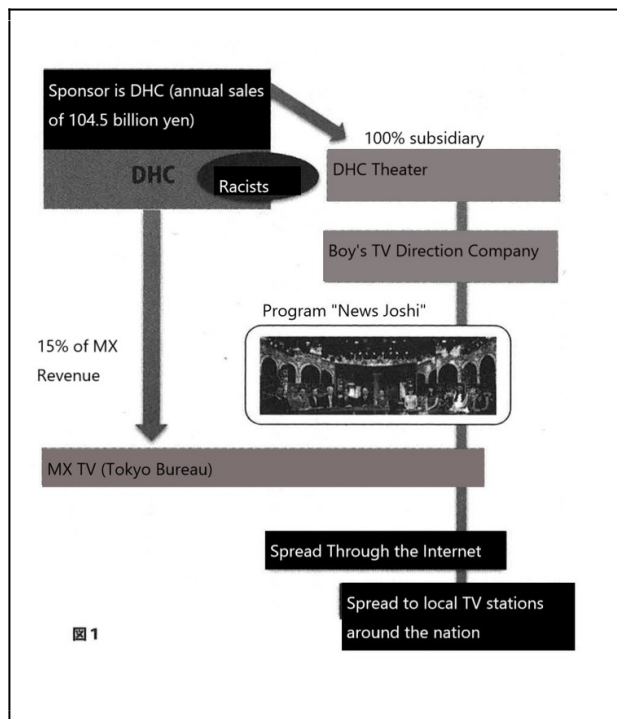 Sponsor is DHC (annual sales
of 104.5 billion yen)
DHC
Racists
100% subsidiary
DHC Theater
Boy's TV Direction Company
Program "News Joshi"
15% of MX
Revenue
MX TV (Tokyo Bureau)
Spread Through the Internet
Spread to local TV stations
around the nation
図1